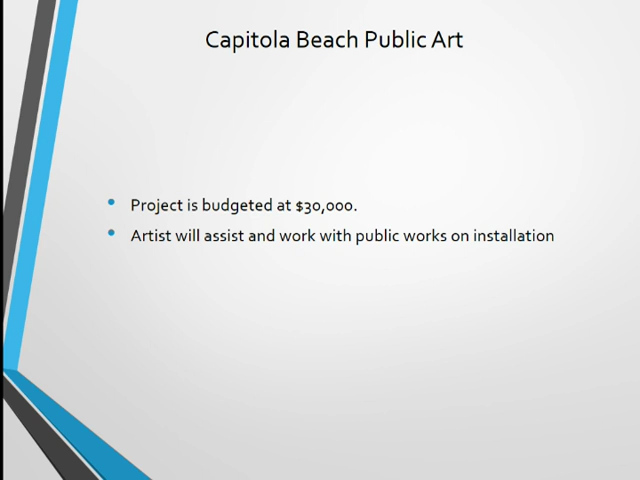 Capitola Beach Public Art
Project is budgeted at $30,000.
Artist will assist and work with public works on installation